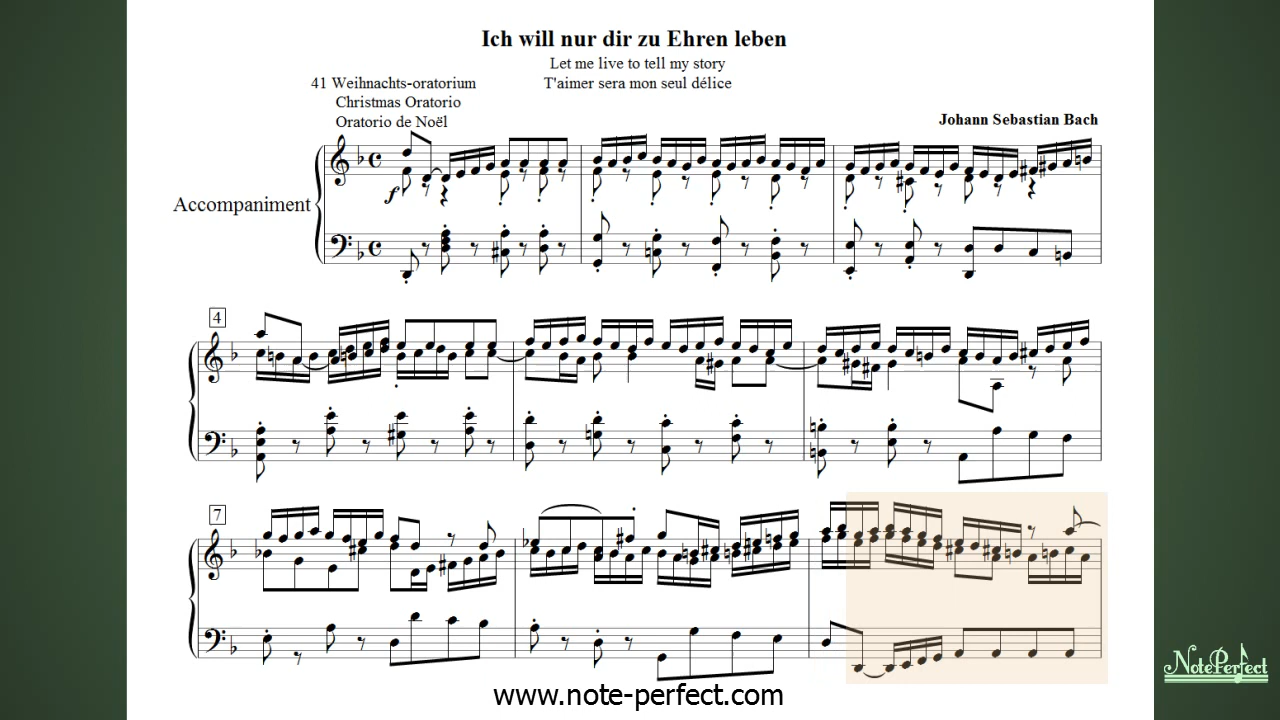 Ich will nur dir zu Ehren leben
Let me live to tell my story
41 Weihnachts-oratorium
T'aimer sera mon seul délice
Christmas Oratorio
Oratorio de Noël
Johann Sebastian Bach
Accompaniment
f
4
7
www.note-perfect.com
NotePerfect